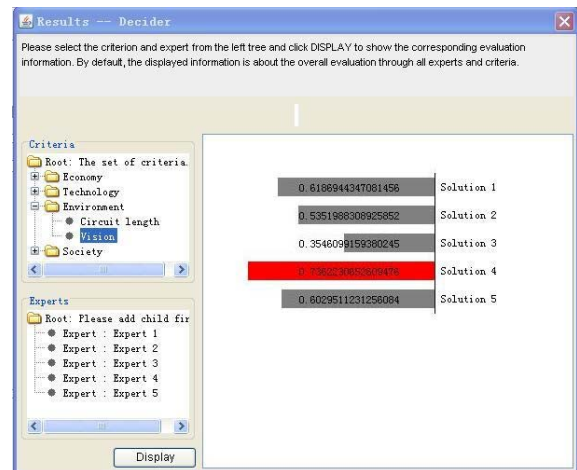 Results -- Decider
Please select the criterion and expert from the left tree and click DISPLAY to show the corresponding evaluation
information. By default, the displayed information is about the overall evaluation through all experts and criteria.
Criteria
Root: The set of criteria.
Economy
Technology
Environment
Circuit length
Vision
Society
Experts
Root: Please add child fir
Expert : Expert 1
Expert : Expert 2
Expert : Expert 3
Expert : Expert 4
Expert : Expert 5
Display
0.6186944347081456 Solution 1
0.5351988308925852 Solution 2
0.3546099159380245 Solution 3
Solution 4
0.6029511231256084 Solution 5